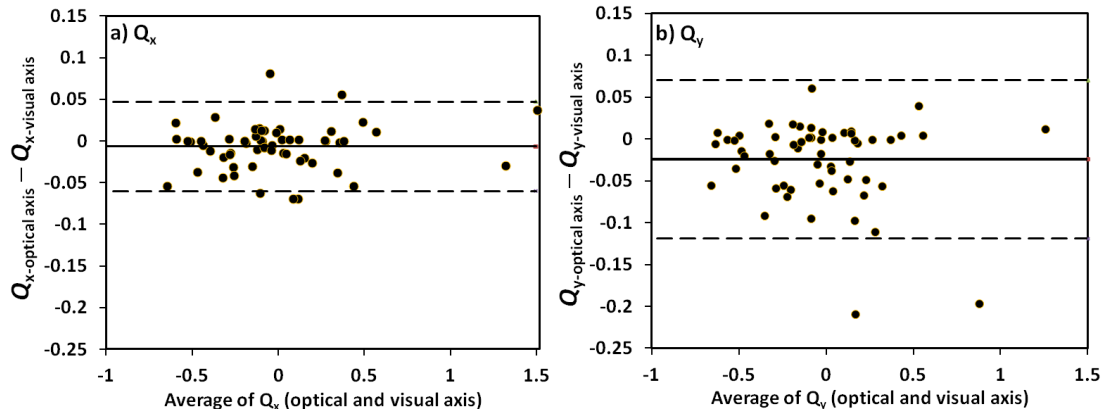 a) Qx
0.15
0.1
0.05
0
-0.05
-0.1
-0.15
-0.2
-0.25
-1 -0.5 0 0.5 1 1.5
Qx-optical axis – Qx-visual axis
Average of Qx (optical and visual axis)
b) Qy
0.15
0.1
0.05
0
-0.05
-0.1
-0.15
-0.2
-0.25
-1 -0.5 0 0.5 1 1.5
Qy-optical axis – Qy-visual axis
Average of Qy (optical and visual axis)